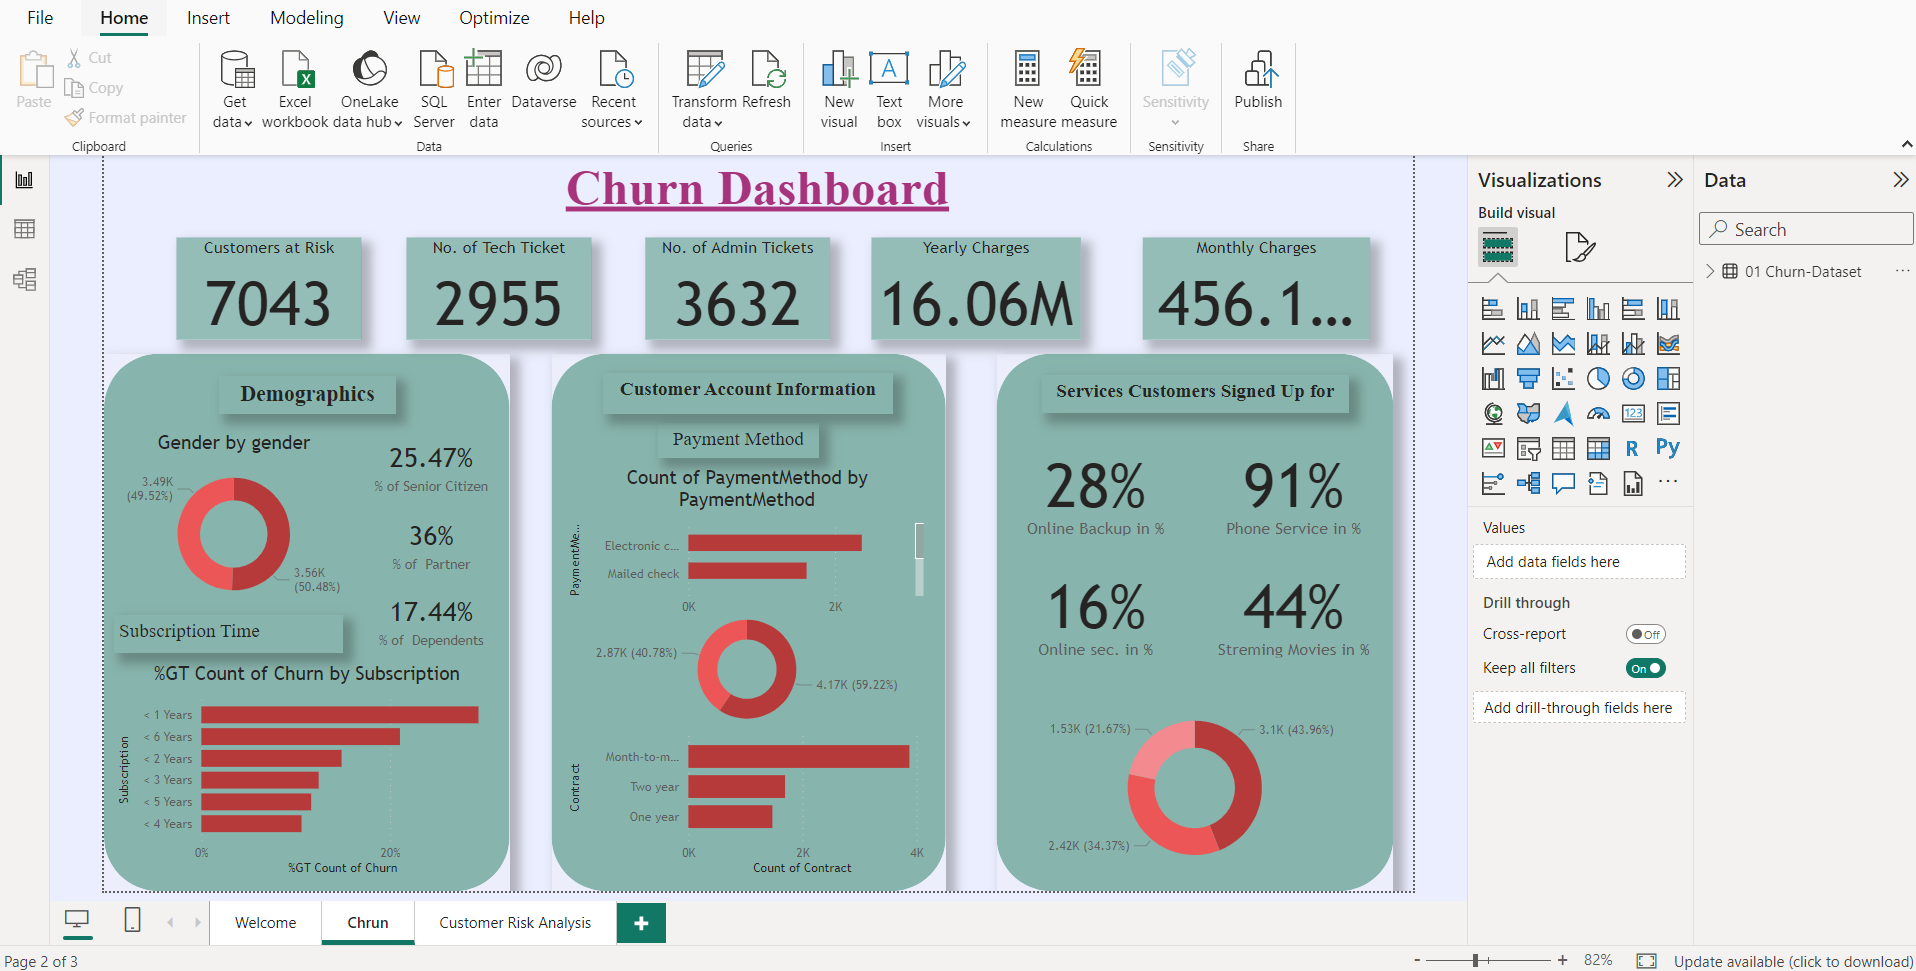 File Home Insert Modeling View Optimize Help
Paste
Cut
Copy
Format painter
Clipboard
Get data
Excel workbook
OneLake data hub
SQL Server
Enter data
Dataverse
Recent sources
Data
Transform data
Refresh
Queries
New visual
Text box
More visuals
Insert
New measure
Quick measure
Calculations
Sensitivity
Sensitivity
Publish
Share
Churn Dashboard
Customers at Risk
7043
No. of Tech Ticket
2955
No. of Admin Tickets
3632
Yearly Charges
16.06M
Monthly Charges
456.1...
Demographics
Gender by gender
3.49K
(49.52%)
3.56K
(50.48%)
25.47%
% of Senior Citizen
36%
% of Partner
17.44%
% of Dependents
Subscription Time
%GT Count of Churn by Subscription
Subscription
< 1 Years
< 6 Years
< 2 Years
< 3 Years
< 5 Years
< 4 Years
0% 20%
%GT Count of Churn
Customer Account Information
Payment Method
Count of PaymentMethod by
PaymentMethod
PaymentMe...
Electronic c...
Mailed check
0K 2K
2.87K (40.78%)
4.17K (59.22%)
Contract
Month-to-m...
Two year
One year
0K 2K 4K
Count of Contract
Services Customers Signed Up for
28%
Online Backup in %
91%
Phone Service in %
16%
Online sec. in %
44%
Streming Movies in %
1.53K (21.67%)
3.1K (43.96%)
2.42K (34.37%)
Visualizations
Build visual
123
R
Py
Values
Add data fields here
Drill through
Cross-report
Off
Keep all filters
On
Add drill-through fields here
Data
Search
01 Churn-Dataset
Welcome
Chrun
Customer Risk Analysis
Page 2 of 3
- + 82%
Update available (click to download)